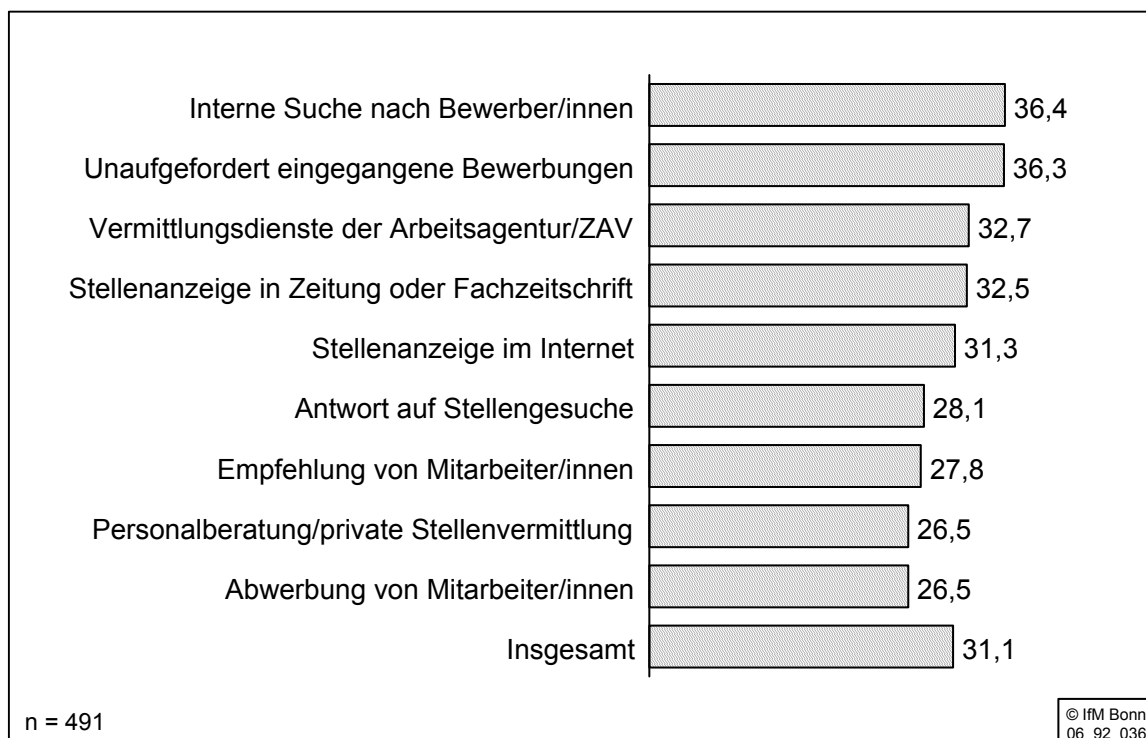 Interne Suche nach Bewerber/innen 36,4
Unaufgefordert eingegangene Bewerbungen 36,3
Vermittlungsdienste der Arbeitsagentur/ZAV 32,7
Stellenanzeige in Zeitung oder Fachzeitschrift 32,5
Stellenanzeige im Internet 31,3
Antwort auf Stellengesuche 28,1
Empfehlung von Mitarbeiter/innen 27,8
Personalberatung/private Stellenvermittlung 26,5
Abwerbung von Mitarbeiter/innen 26,5
Insgesamt 31,1
n = 491
© IfM Bonn
06 92 036